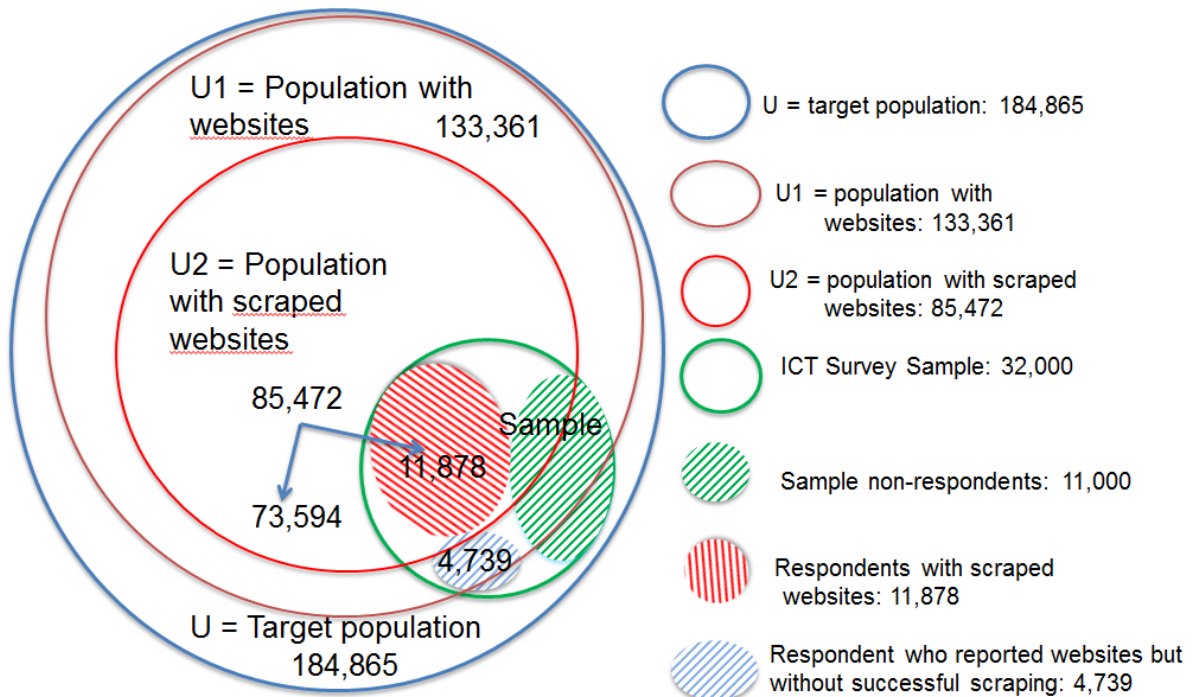 U1 = Population with
websites
133,361
U2 = Population
with scraped
websites
85,472
Sample
11,878
73,594
4,739
U = Target population
184,865
U = target population: 184,865
U1 = population with
websites: 133,361
U2 = population with scraped
websites: 85,472
ICT Survey Sample: 32,000
Sample non-respondents: 11,000
Respondents with scraped
websites: 11,878
Respondent who reported websites but
without successful scraping: 4,739